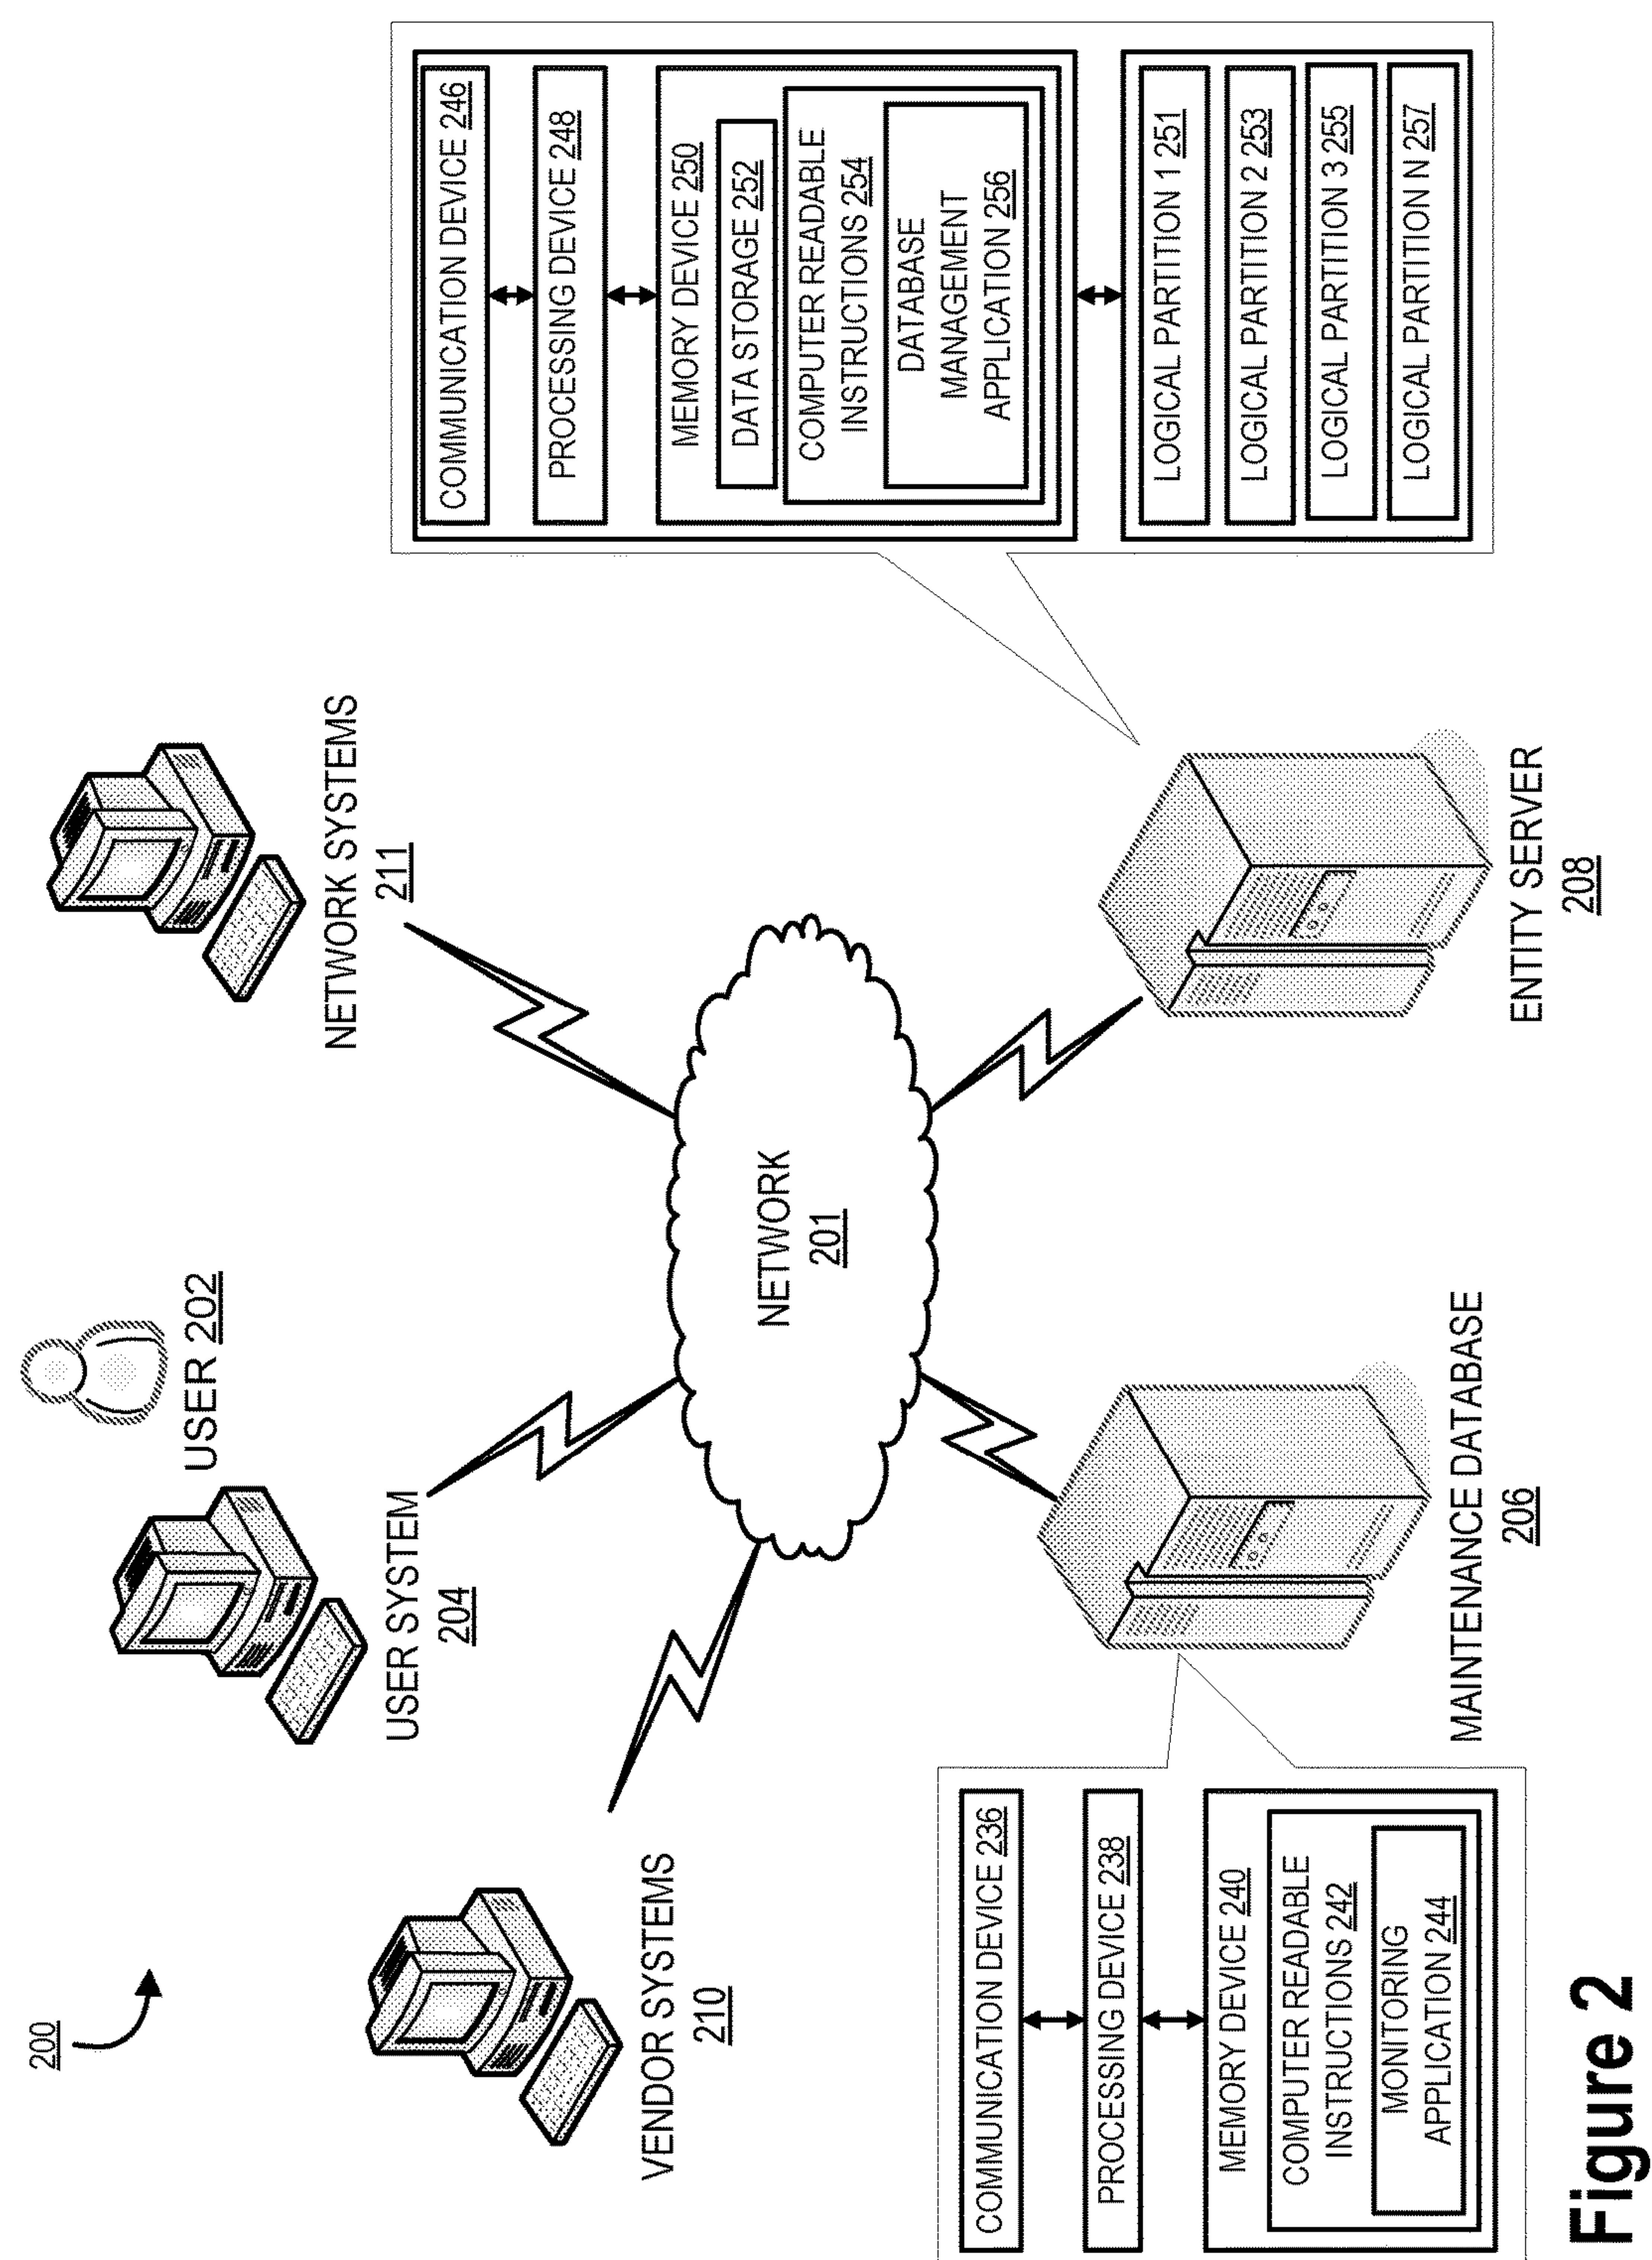 200
USER 202
USER SYSTEM
204
NETWORK SYSTEMS
211
VENDOR SYSTEMS
210
NETWORK
201
COMMUNICATION DEVICE 246
PROCESSING DEVICE 248
MEMORY DEVICE 250
DATA STORAGE 252
COMPUTER READABLE
INSTRUCTIONS 254
DATABASE
MANAGEMENT
APPLICATION 256
LOGICAL PARTITION 1 251
LOGICAL PARTITION 2 253
LOGICAL PARTITION 3 255
LOGICAL PARTITION N 257
COMMUNICATION DEVICE 236
PROCESSING DEVICE 238
MEMORY DEVICE 240
COMPUTER READABLE
INSTRUCTIONS 242
MONITORING
APPLICATION 244
MAINTENANCE DATABASE
206
ENTITY SERVER
208
Figure 2